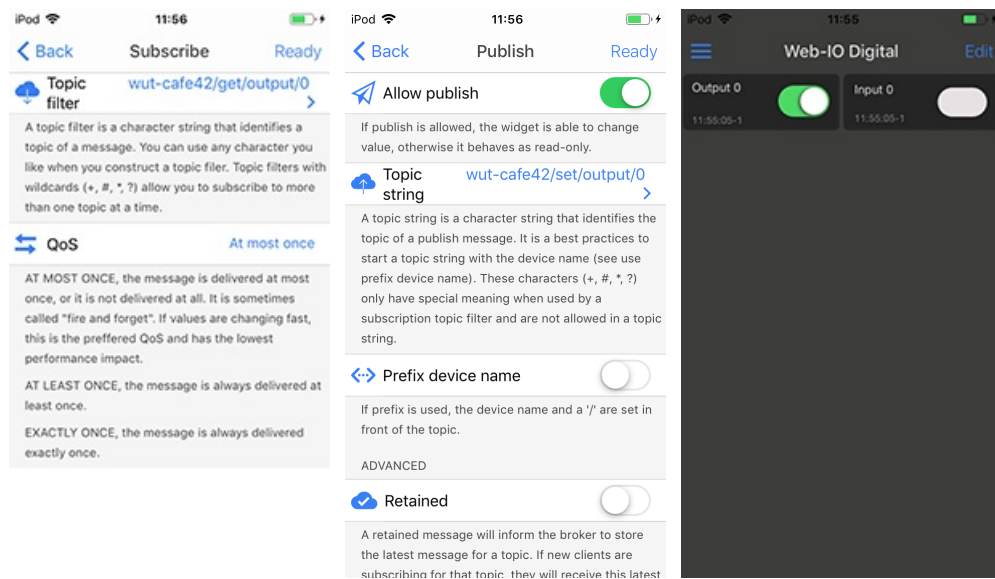 iPod 11:56
Back Subscribe Ready
Topic filter wut-cafe42/get/output/0
A topic filter is a character string that identifies a
topic of a message. You can use any character you
like when you construct a topic filer. Topic filters with
wildcards (+, #, *, ?) allow you to subscribe to more
than one topic at a time.
QoS At most once
AT MOST ONCE, the message is delivered at most
once, or it is not delivered at all. It is sometimes
called "fire and forget". If values are changing fast,
this is the preffered QoS and has the lowest
performance impact.
AT LEAST ONCE, the message is always delivered at
least once.
EXACTLY ONCE, the message is always delivered
exactly once.
iPod 11:56
Back Publish Ready
Allow publish
If publish is allowed, the widget is able to change
value, otherwise it behaves as read-only.
Topic string wut-cafe42/set/output/0
A topic string is a character string that identifies the
topic of a publish message. It is a best practices to
start a topic string with the device name (see use
prefix device name). These characters (+, #, *, ?)
only have special meaning when used by a
subscription topic filter and are not allowed in a topic
string.
Prefix device name
If prefix is used, the device name and a '/' are set in
front of the topic.
ADVANCED
Retained
A retained message will inform the broker to store
the latest message for a topic. If new clients are
subscribing for that topic, they will receive this latest
iPod 11:55
Web-IO Digital Edit
Output 0
11:55:05-1
Input 0
11:55:05-1